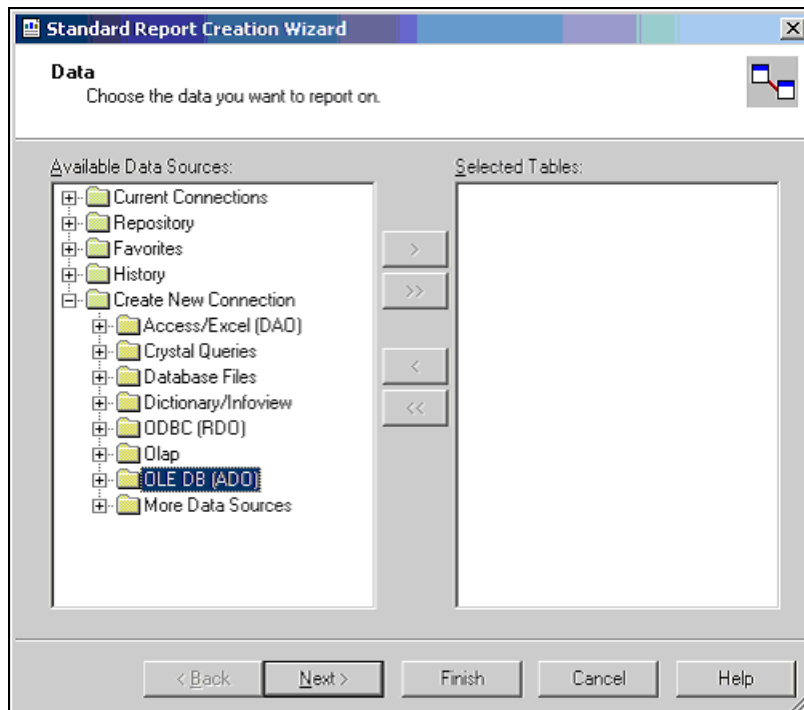 Standard Report Creation Wizard
Data
Choose the data you want to report on.
Available Data Sources:
Selected Tables:
Current Connections
Repository
Favorites
History
Create New Connection
Access/Excel (DAO)
Crystal Queries
Database Files
Dictionary/Infoview
ODBC (RDO)
Olap
OLE DB (ADO)
More Data Sources
>
>>
<
<<
< Back
Next >
Finish
Cancel
Help